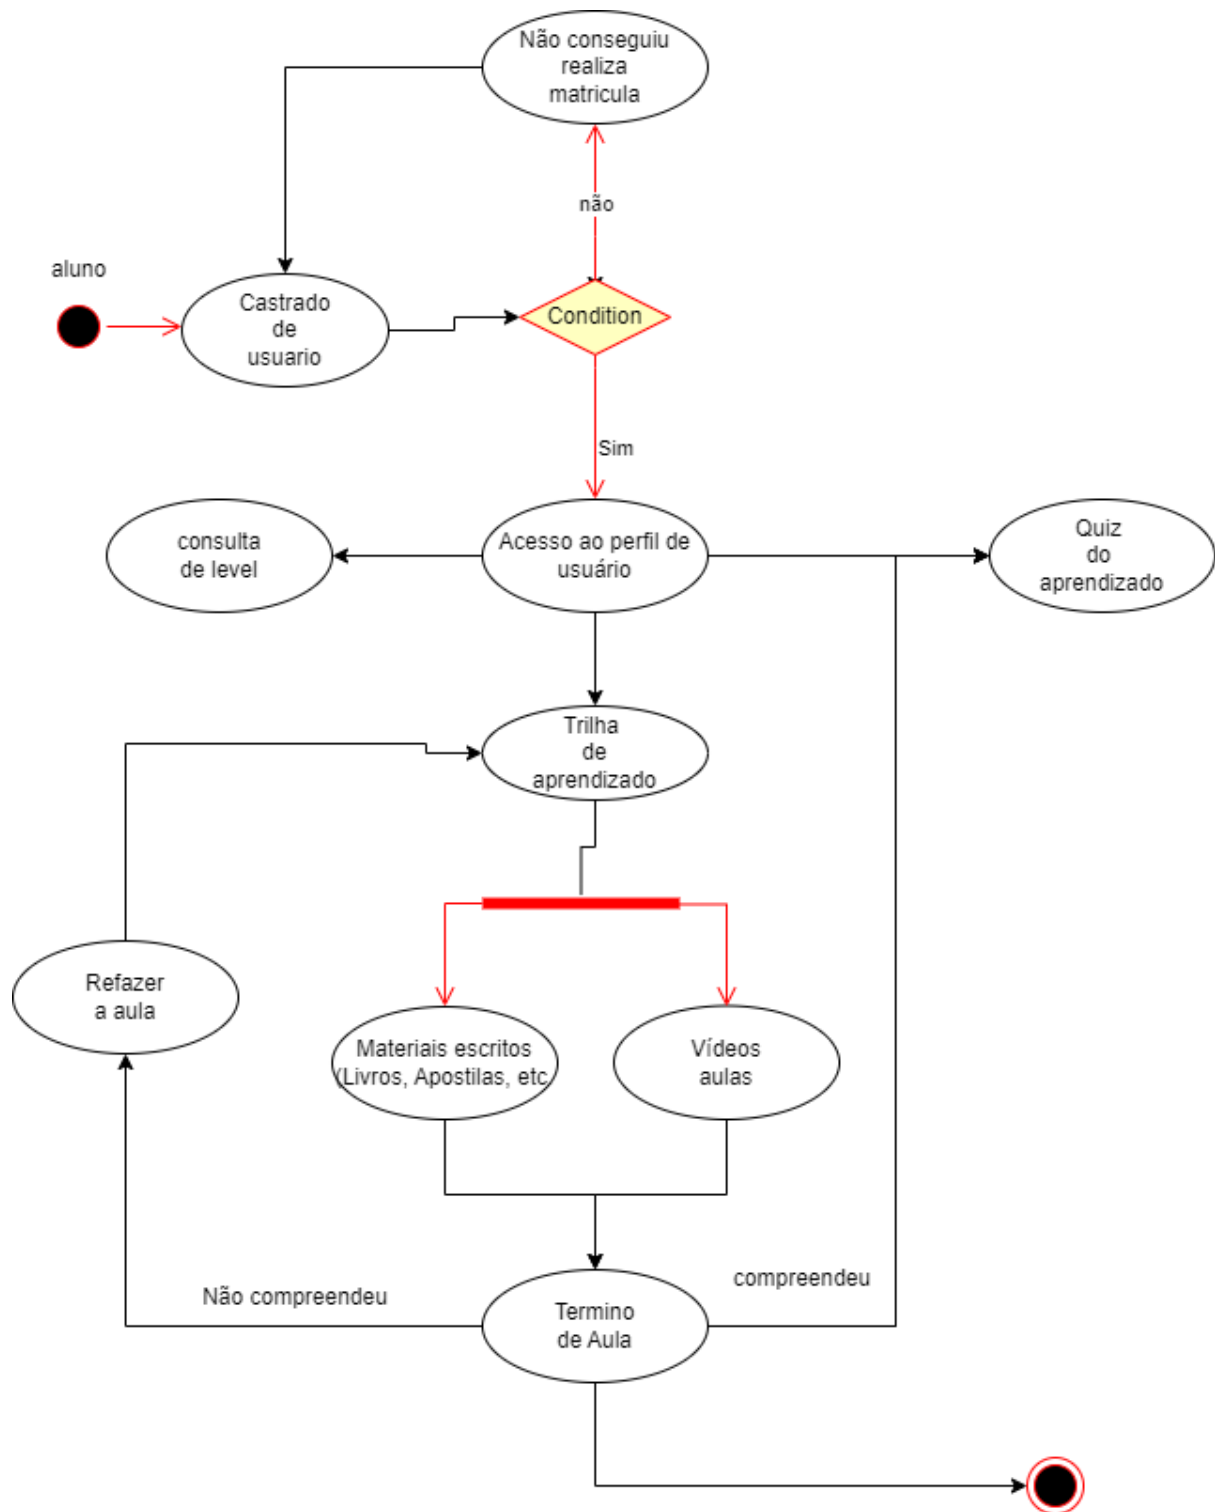 Não conseguiu
realiza
matricula
não
aluno
Castrado
de
usuario
Condition
Sim
consulta
de level
Acesso ao perfil de
usuário
Quiz
do
aprendizado
Trilha
de
aprendizado
Refazer
a aula
Materiais escritos
(Livros, Apostilas, etc
Vídeos
aulas
Não compreendeu
compreendeu
Termino
de Aula